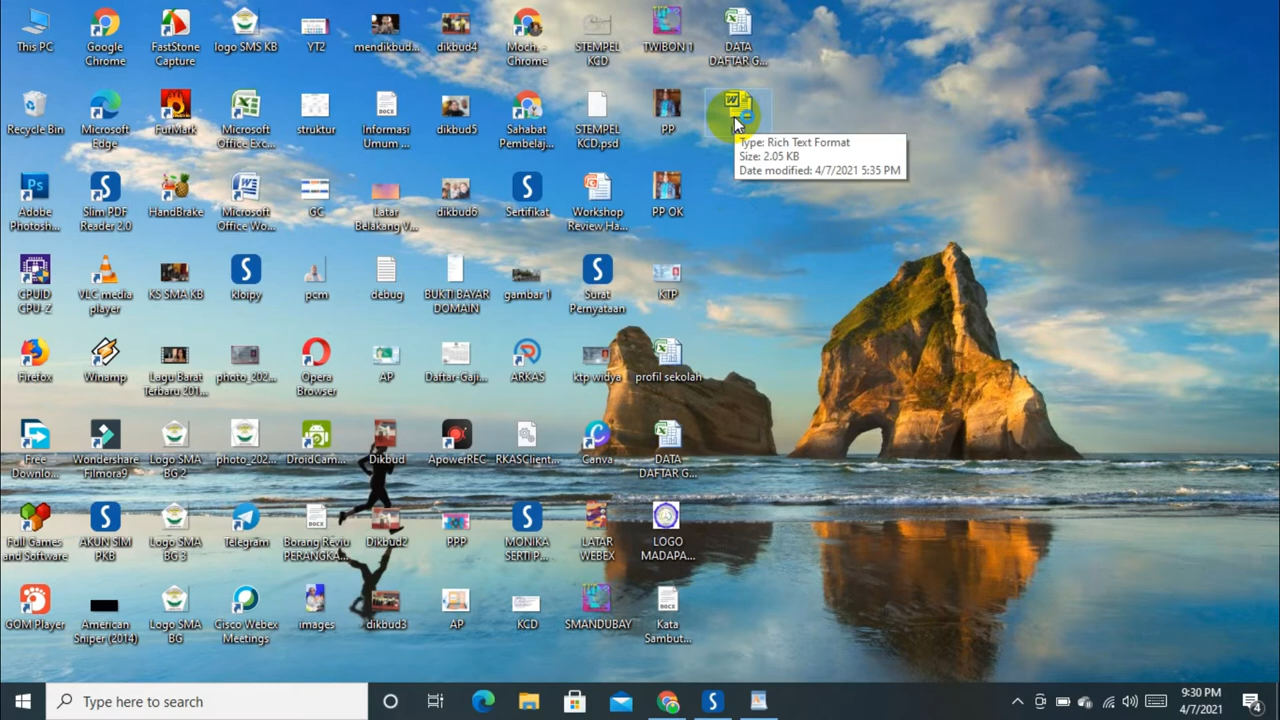 This PC
Google
Chrome
FastStone
Capture
logo SMS KB
YT2
mendikbud...
dikbud4
Moch. -
Chrome
STEMPEL
KCD
TWIBON 1
DATA
DAFTAR G...
Recycle Bin
Microsoft
Edge
FurMark
Microsoft
Office Exc...
struktur
Informasi
Umum ...
dikbud5
Sahabat
Pembelaj...
STEMPEL
KCD.psd
PP
Type: Rich Text Format
Size: 2.05 KB
Date modified: 4/7/2021 5:35 PM
Adobe
Photosh...
Slim PDF
Reader 2.0
HandBrake
Microsoft
Office Wo...
GC
Latar
Belakang V...
dikbud6
Sertifikat
Workshop
Review Ha...
PP OK
CPUID
CPU-Z
VLC media
player
KS SMA KB
kloipy
pcm
debug
BUKTI BAYAR
DOMAIN
gambar 1
Surat
Pernyataan
KTP
Firefox
Winamp
Lagu Barat
Terbaru 201...
photo_202...
Opera
Browser
AP
Daftar-Gaji...
ARKAS
ktp widya
profil sekolah
Free
Downlo...
Wondershare
Filmora9
Logo SMA
BG 2
photo_202...
DroidCam...
Dikbud
ApowerREC
RKASClient...
Canva
DATA
DAFTAR G...
Full Games
and Software
AKUN SIM
PKB
Logo SMA
BG 3
Telegram
Borang Reviu
PERANGKA...
Dikbud2
PPP
MONIKA
SERTI P...
LATAR
WEBEX
LOGO
MADAPA...
GOM Player
American
Sniper (2014)
Logo SMA
BG
Cisco Webex
Meetings
images
dikbud3
AP
KCD
SMANDUBAY
Kata
Sambut...
Type here to search
9:30 PM
4/7/2021
4